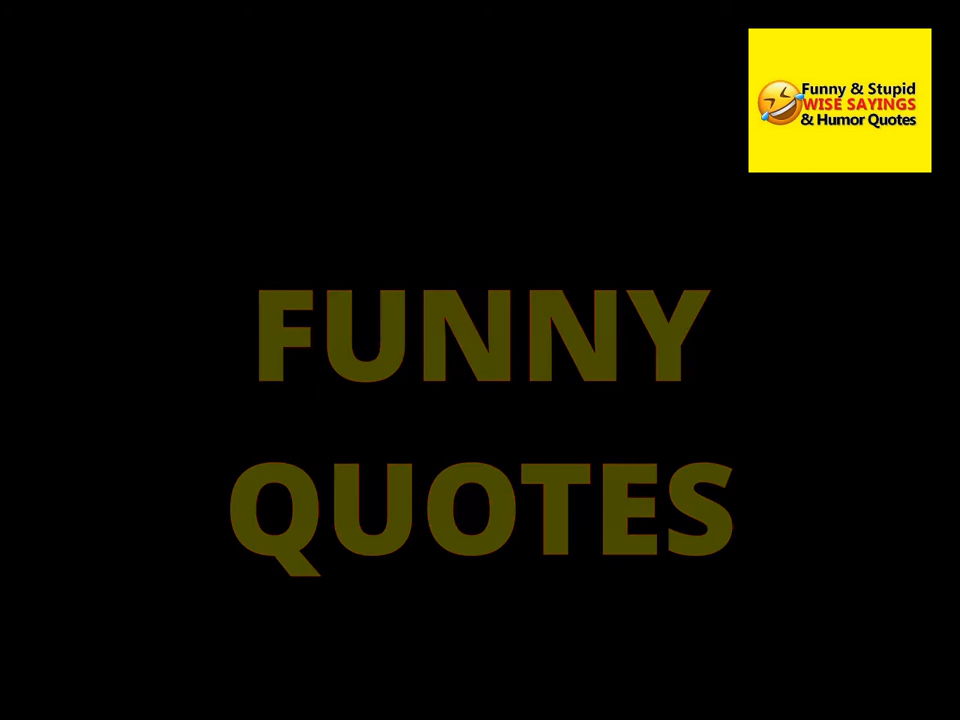 Funny & Stupid
WISE SAYINGS
& Humor Quotes
FUNNY
QUOTES